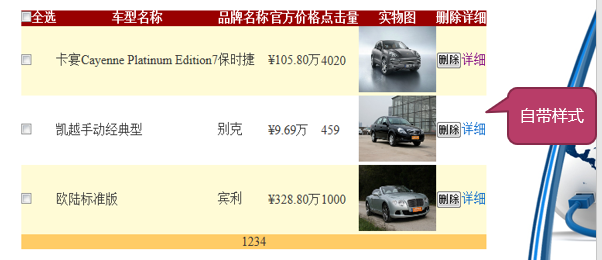 全选 车型名称 品牌名称 官方价格 点击量 实物图 删除 详细
卡宴Cayenne Platinum Edition7 保时捷 ¥105.80万 4020 删除 详细
自带样式
凯越手动经典型 别克 ¥9.69万 459 删除 详细
欧陆标准版 宾利 ¥328.80万 1000 删除 详细
1234